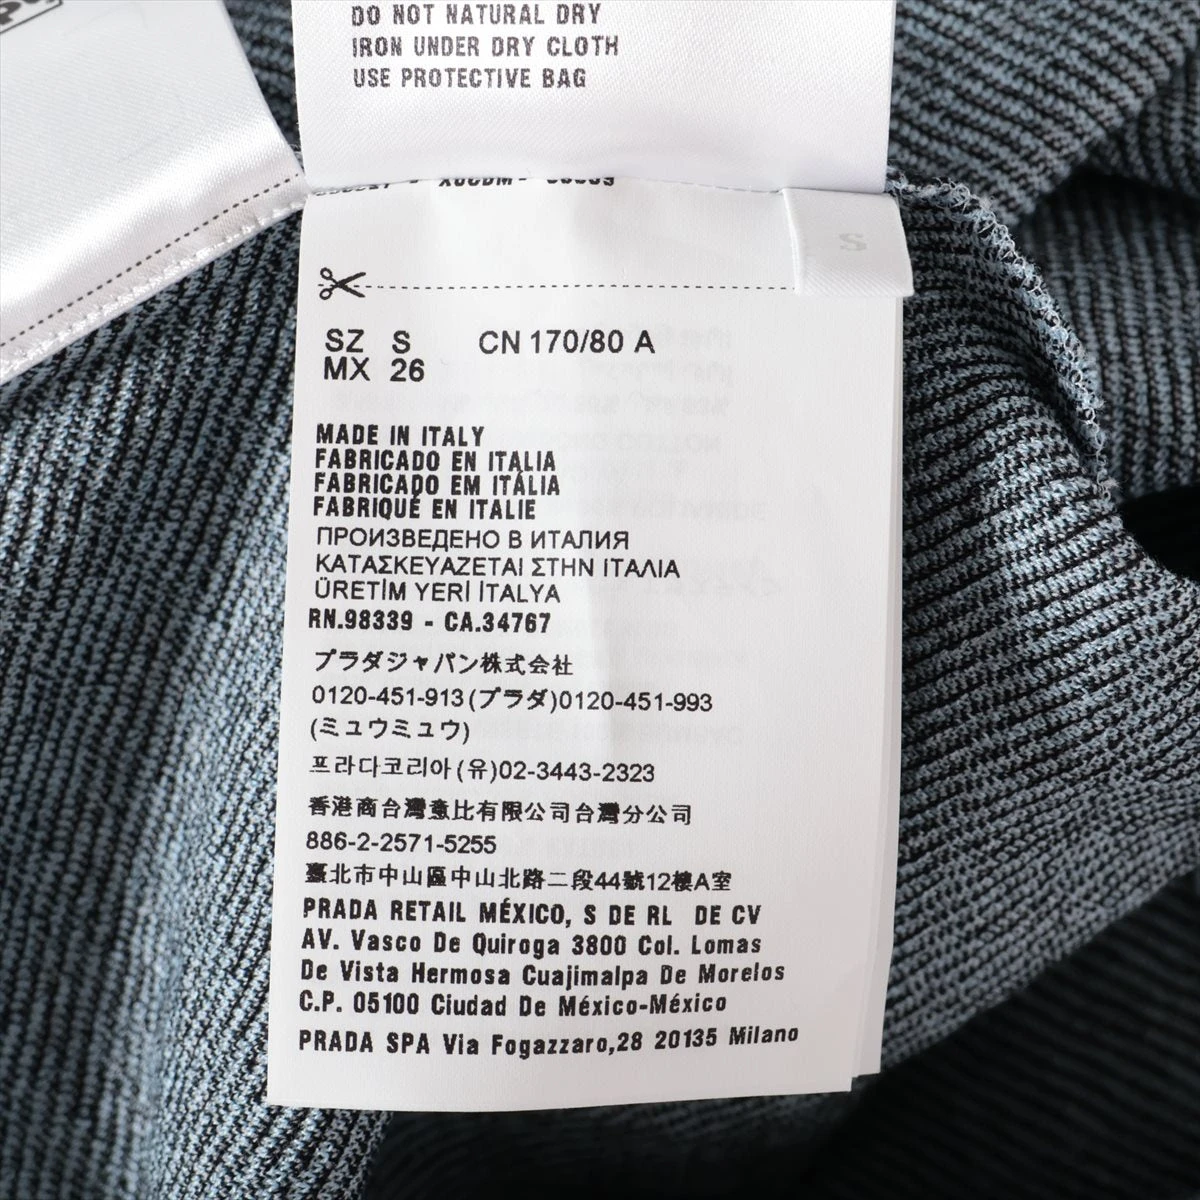 DO NOT NATURAL DRY
IRON UNDER DRY CLOTH
USE PROTECTIVE BAG
S
SZ S CN 170/80 A
MX 26
MADE IN ITALY
FABRICADO EN ITALIA
FABRICADO EM ITÁLIA
FABRIQUÉ EN ITALIE
ПРОИЗВЕДЕНО В ИТАЛИЯ
ΚΑΤΑΣΚΕΥΑΖΕΤΑΙ ΣΤΗΝ ΙΤΑΛΙΑ
ÜRETİM YERİ İTALYA
RN.98339 - CA.34767
プラダジャパン株式会社
0120-451-913(プラダ)0120-451-993
(ミュウミュウ)
프라다코리아(유)02-3443-2323
香港商台灣意比有限公司台灣分公司
886-2-2571-5255
臺北市中山區中山北路二段44號12樓A室
PRADA RETAIL MÉXICO, S DE RL DE CV
AV. Vasco De Quiroga 3800 Col. Lomas
De Vista Hermosa Cuajimalpa De Morelos
C.P. 05100 Ciudad De México-México
PRADA SPA Via Fogazzaro,28 20135 Milano